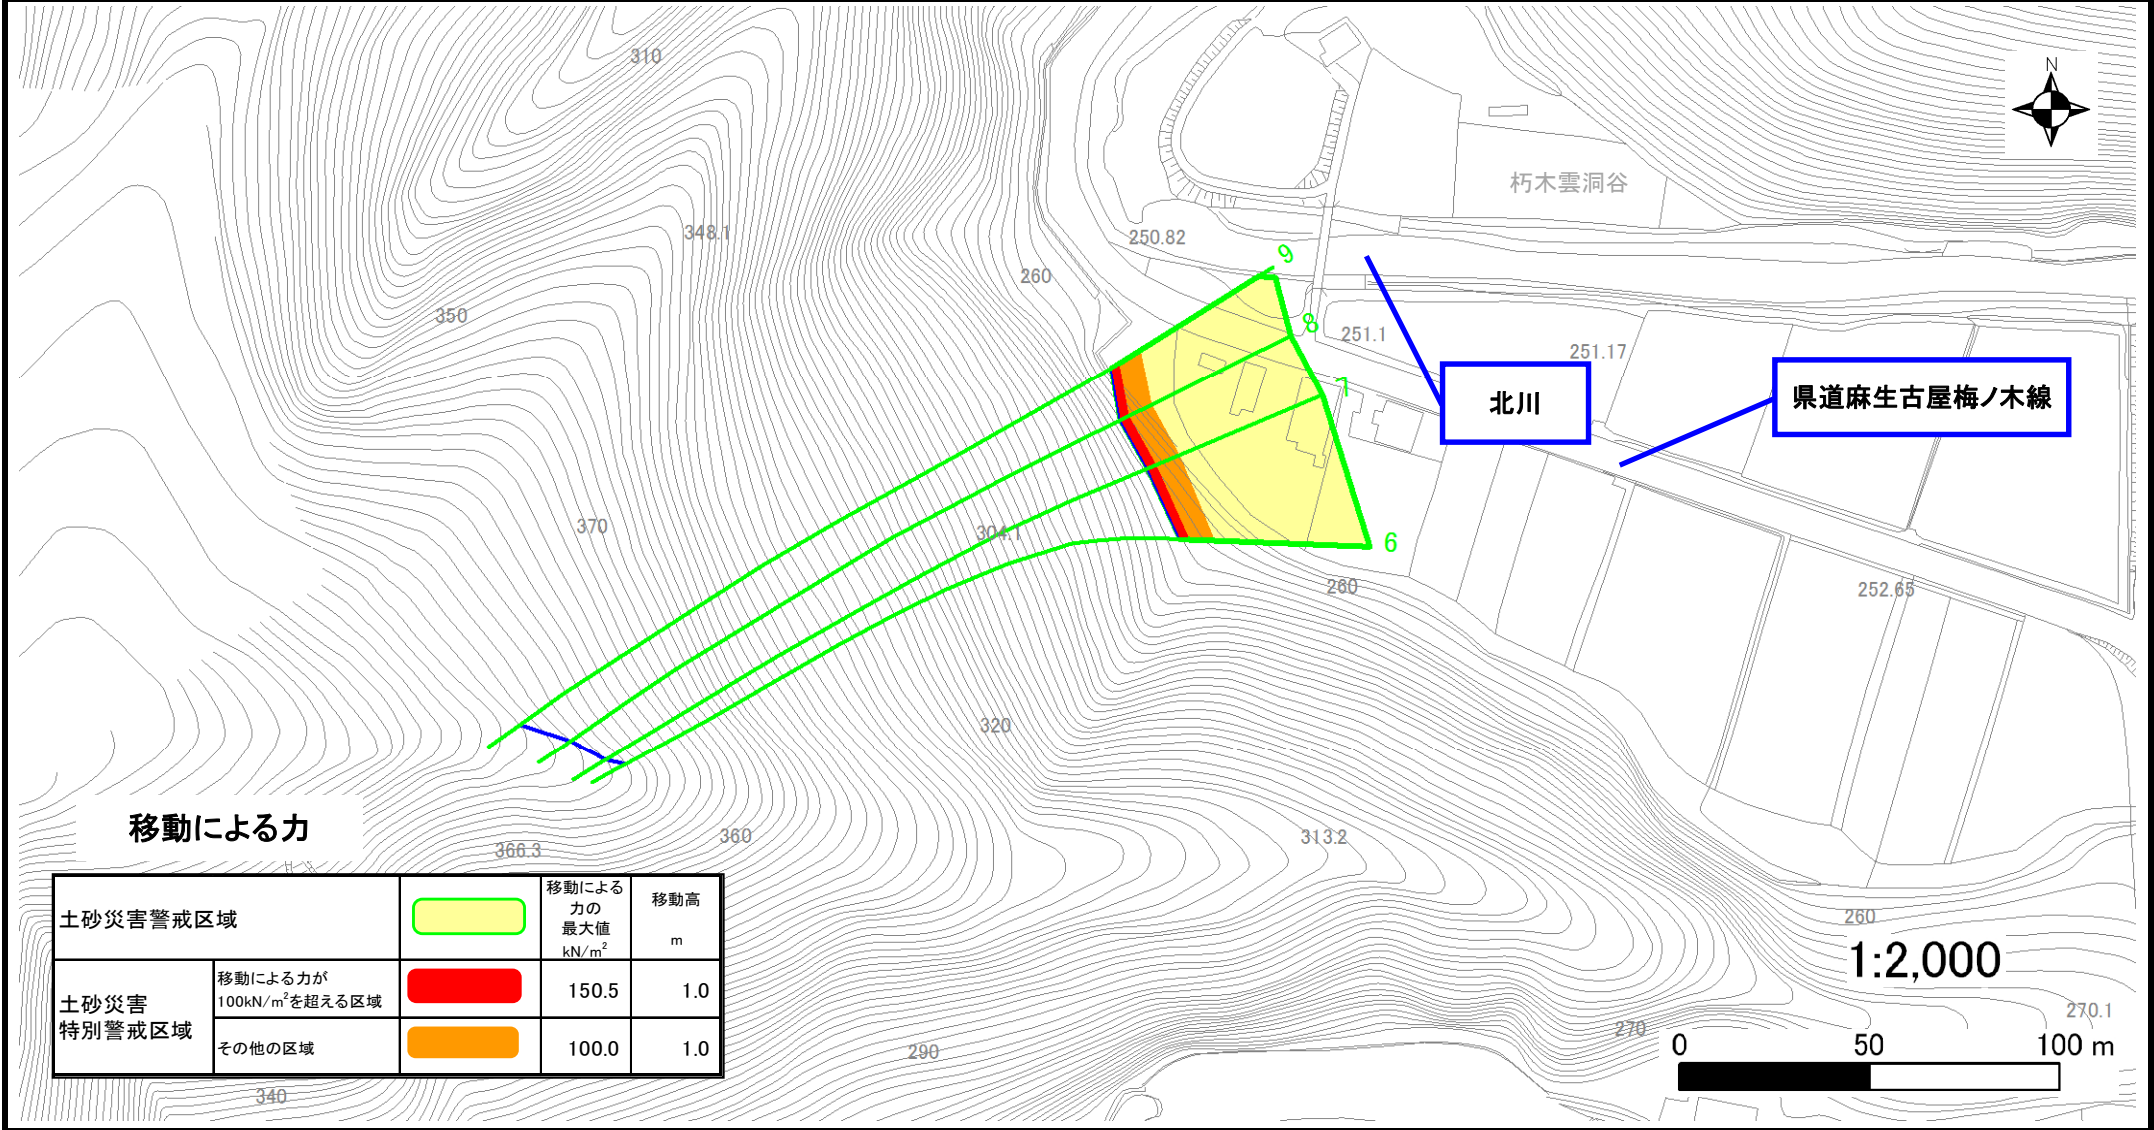 310
N
朽木雲洞谷
348.1
250.82
9
260
350
8
251.1
251.17
7
北川
県道麻生古屋梅ノ木線
370
304.1
6
260
252.65
320
移動による力
366.3
360
313.2
260
土砂災害警戒区域
移動による
力の
最大値
kN/m²
移動高
m
土砂災害
特別警戒区域
移動による力が
100kN/m²を超える区域
150.5
1.0
その他の区域
100.0
1.0
1:2,000
270.1
270
290
0
50
100 m
340